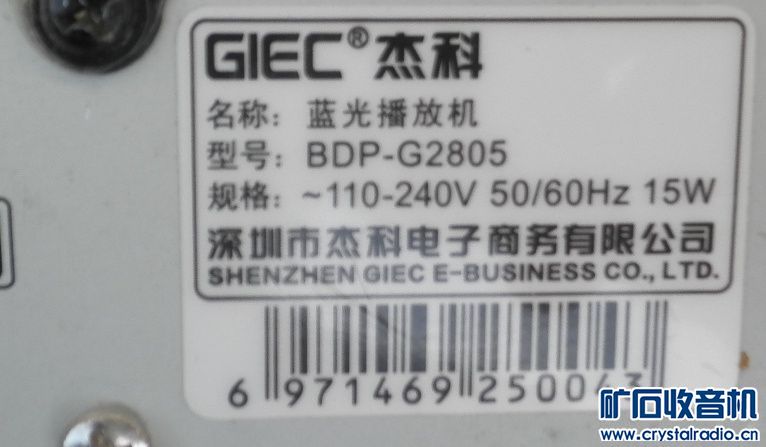 GIEC® 杰科
名称：蓝光播放机
型号：BDP-G2805
规格：~110-240V 50/60Hz 15W
深圳市杰科电子商务有限公司
SHENZHEN GIEC E-BUSINESS CO., LTD.
6 971469 250043
矿石收音机
www.crystalradio.cn